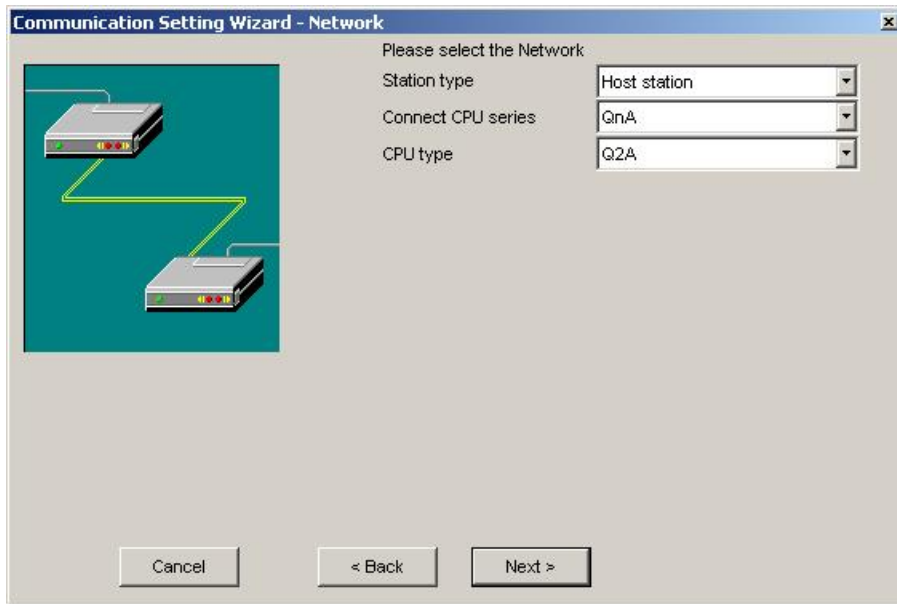 Communication Setting Wizard - Network
Please select the Network
Station type Host station
Connect CPU series QnA
CPU type Q2A
Cancel < Back Next >